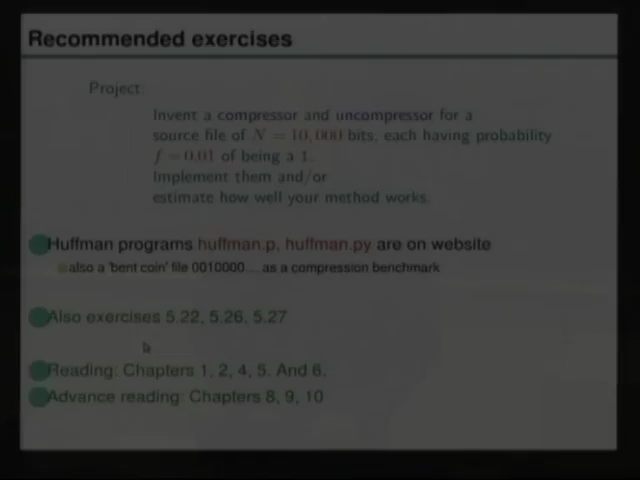 Recommended exercises
Project:
Invent a compressor and uncompressor for a
source file of N = 10,000 bits, each having probability
f = 0.01 of being a 1.
Implement them and/or
estimate how well your method works.
Huffman programs huffman.p, huffman.py are on website
also a 'bent coin' file 0010000... as a compression benchmark
Also exercises 5.22, 5.26, 5.27
Reading: Chapters 1, 2, 4, 5. And 6.
Advance reading: Chapters 8, 9, 10